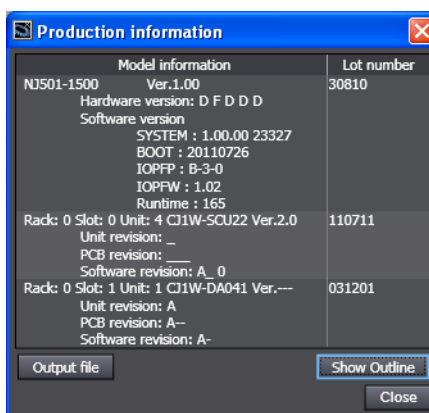 Production information
Model information Lot number
NJ501-1500 Ver.1.00 30810
Hardware version: D F D D D
Software version
SYSTEM : 1.00.00 23327
BOOT : 20110726
IOPFP : B-3-0
IOPFW : 1.02
Runtime : 165
Rack: 0 Slot: 0 Unit: 4 CJ1W-SCU22 Ver.2.0 110711
Unit revision: _
PCB revision: ___
Software revision: A_ 0
Rack: 0 Slot: 1 Unit: 1 CJ1W-DA041 Ver.--- 031201
Unit revision: A
PCB revision: A--
Software revision: A-
Output file Show Outline
Close